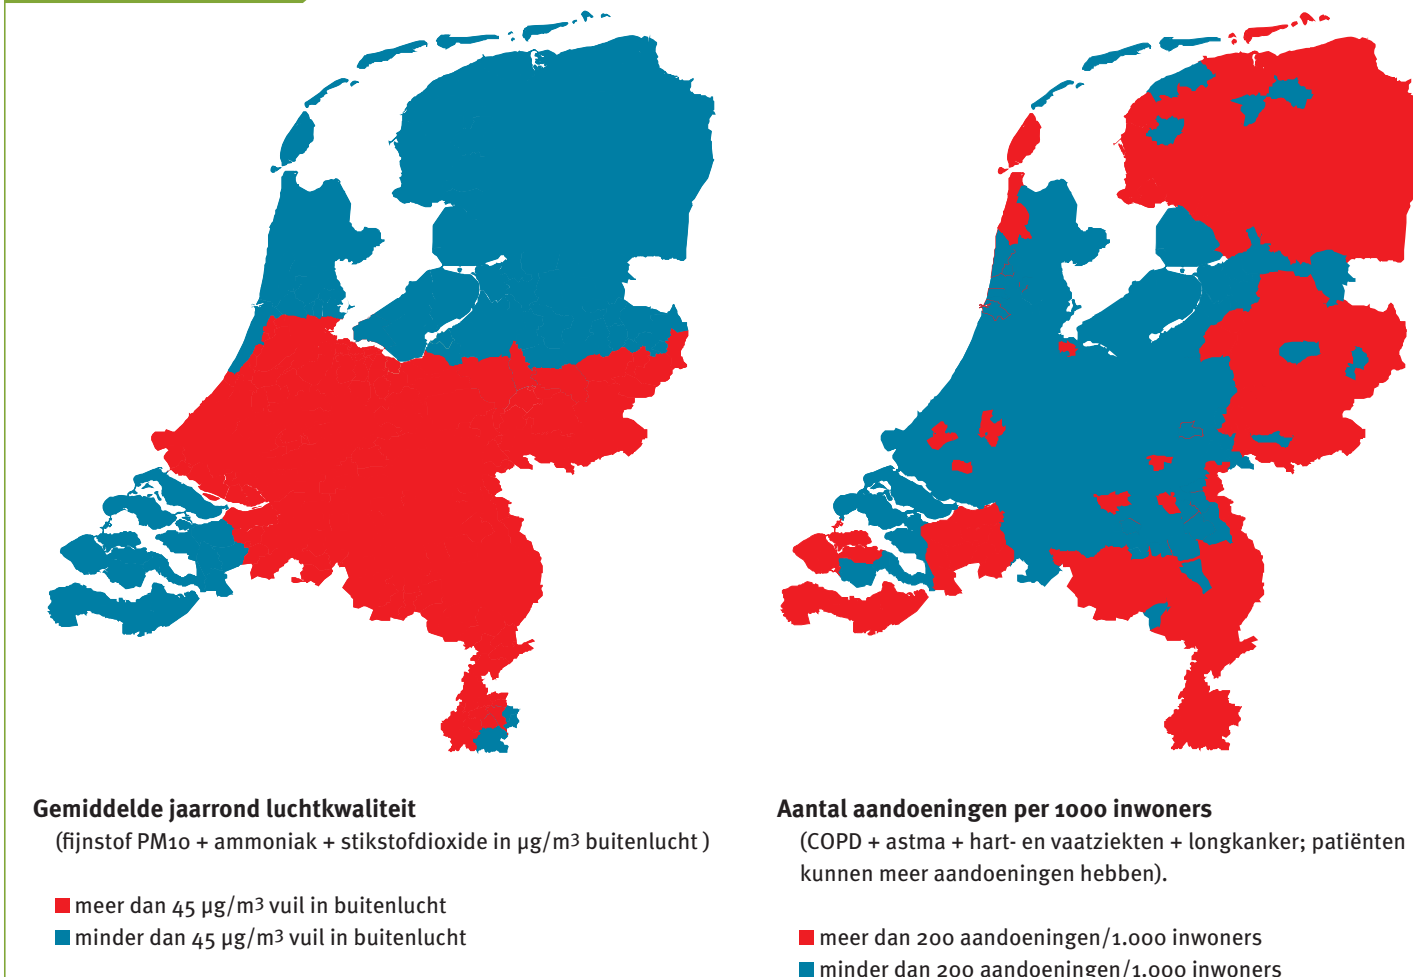 Gemiddelde jaarrond luchtkwaliteit
(fijnstof PM10 + ammoniak + stikstofdioxide in µg/m3 buitenlucht )
meer dan 45 µg/m3 vuil in buitenlucht
minder dan 45 µg/m3 vuil in buitenlucht
Aantal aandoeningen per 1000 inwoners
(COPD + astma + hart- en vaatziekten + longkanker; patiënten
kunnen meer aandoeningen hebben).
meer dan 200 aandoeningen/1.000 inwoners
minder dan 200 aandoeningen/1.000 inwoners